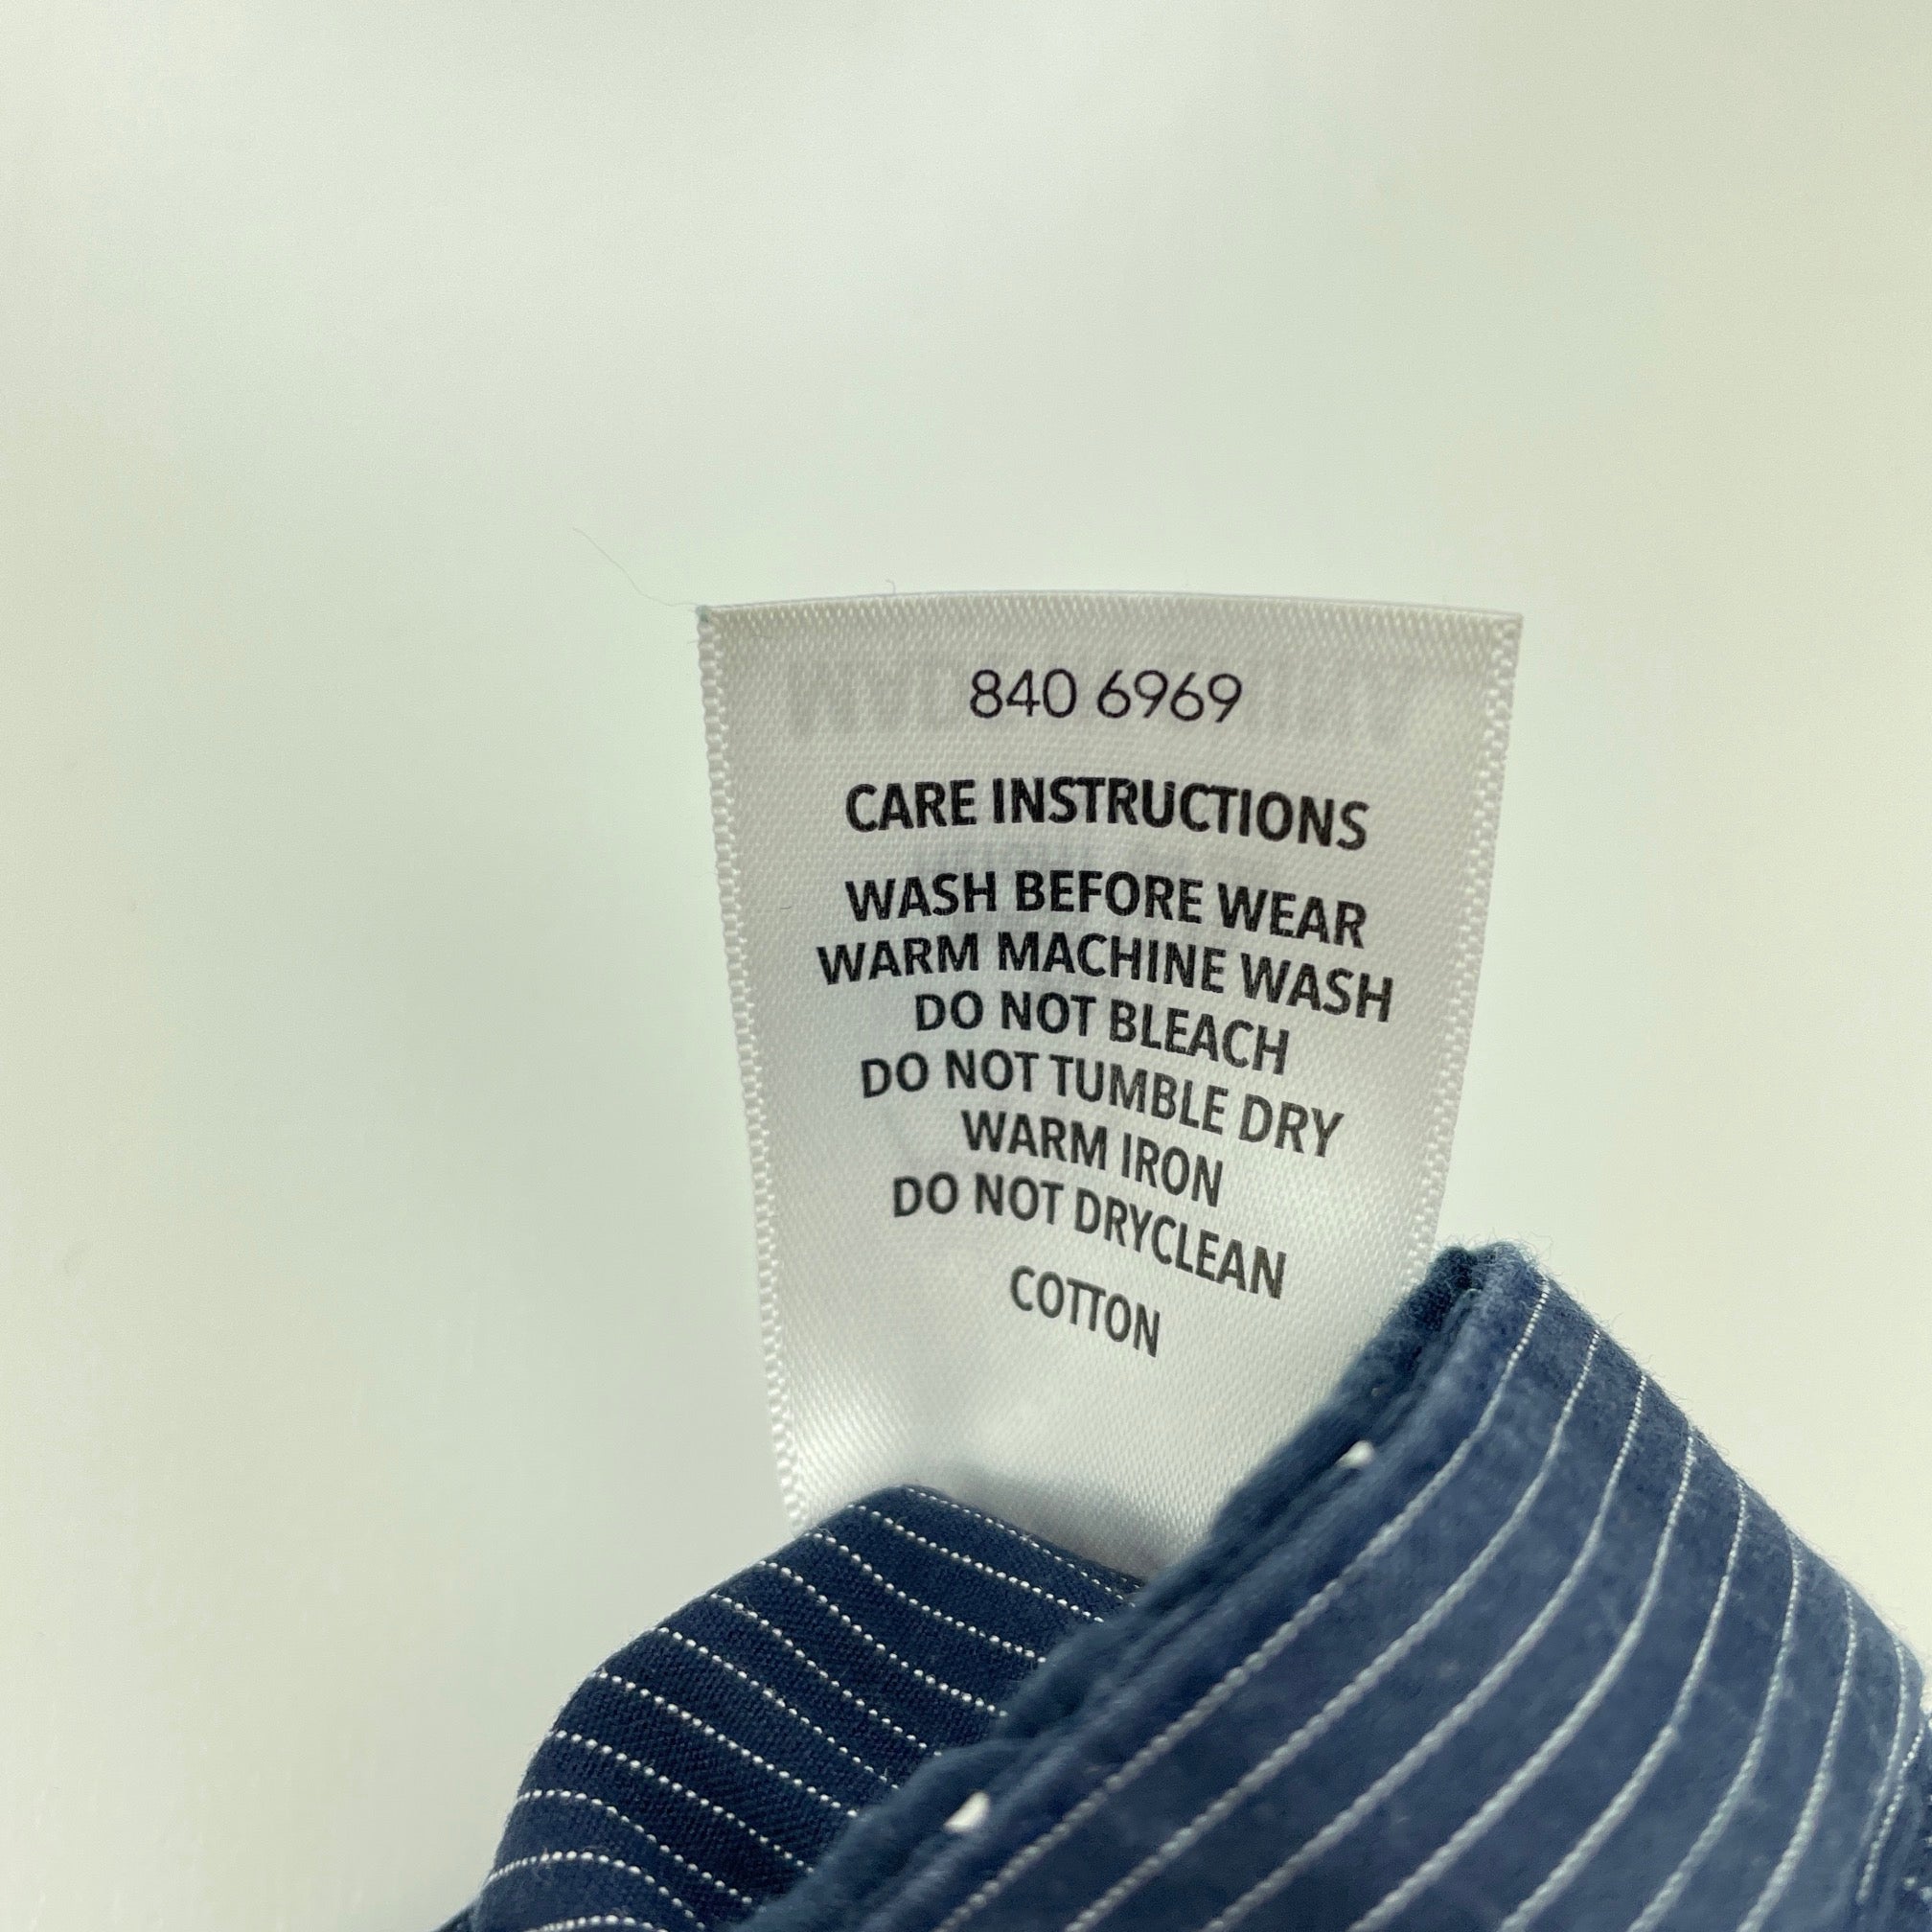 840 6969
CARE INSTRUCTIONS
WASH BEFORE WEAR
WARM MACHINE WASH
DO NOT BLEACH
DO NOT TUMBLE DRY
WARM IRON
DO NOT DRYCLEAN
COTTON